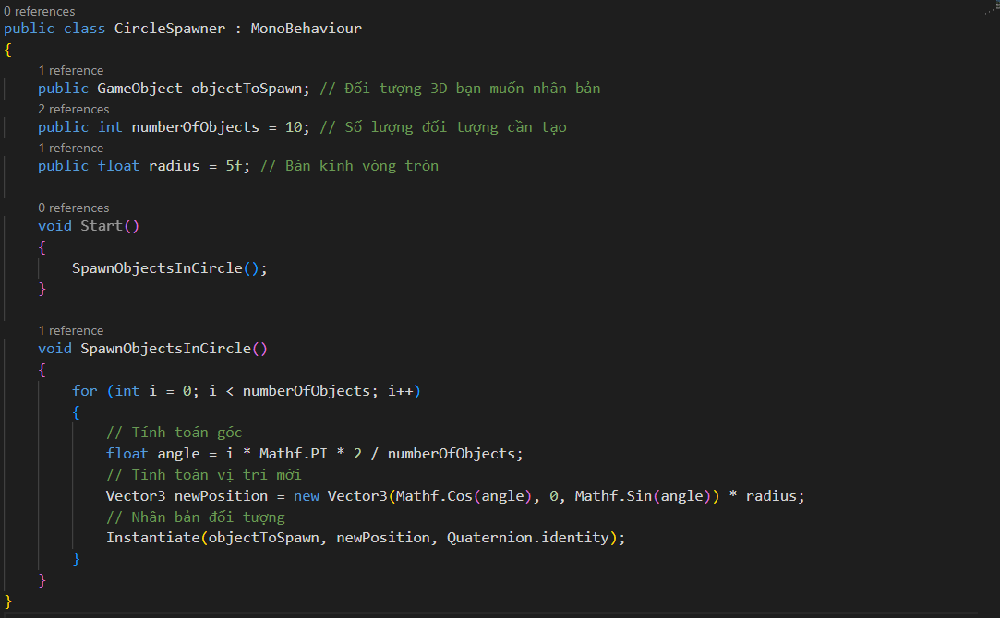 0 references
public class CircleSpawner : MonoBehaviour
{
1 reference
public GameObject objectToSpawn; // Đối tượng 3D bạn muốn nhân bản
2 references
public int numberOfObjects = 10; // Số lượng đối tượng cần tạo
1 reference
public float radius = 5f; // Bán kính vòng tròn
0 references
void Start()
{
SpawnObjectsInCircle();
}
1 reference
void SpawnObjectsInCircle()
{
for (int i = 0; i < numberOfObjects; i++)
{
// Tính toán góc
float angle = i * Mathf.PI * 2 / numberOfObjects;
// Tính toán vị trí mới
Vector3 newPosition = new Vector3(Mathf.Cos(angle), 0, Mathf.Sin(angle)) * radius;
// Nhân bản đối tượng
Instantiate(objectToSpawn, newPosition, Quaternion.identity);
}
}
}